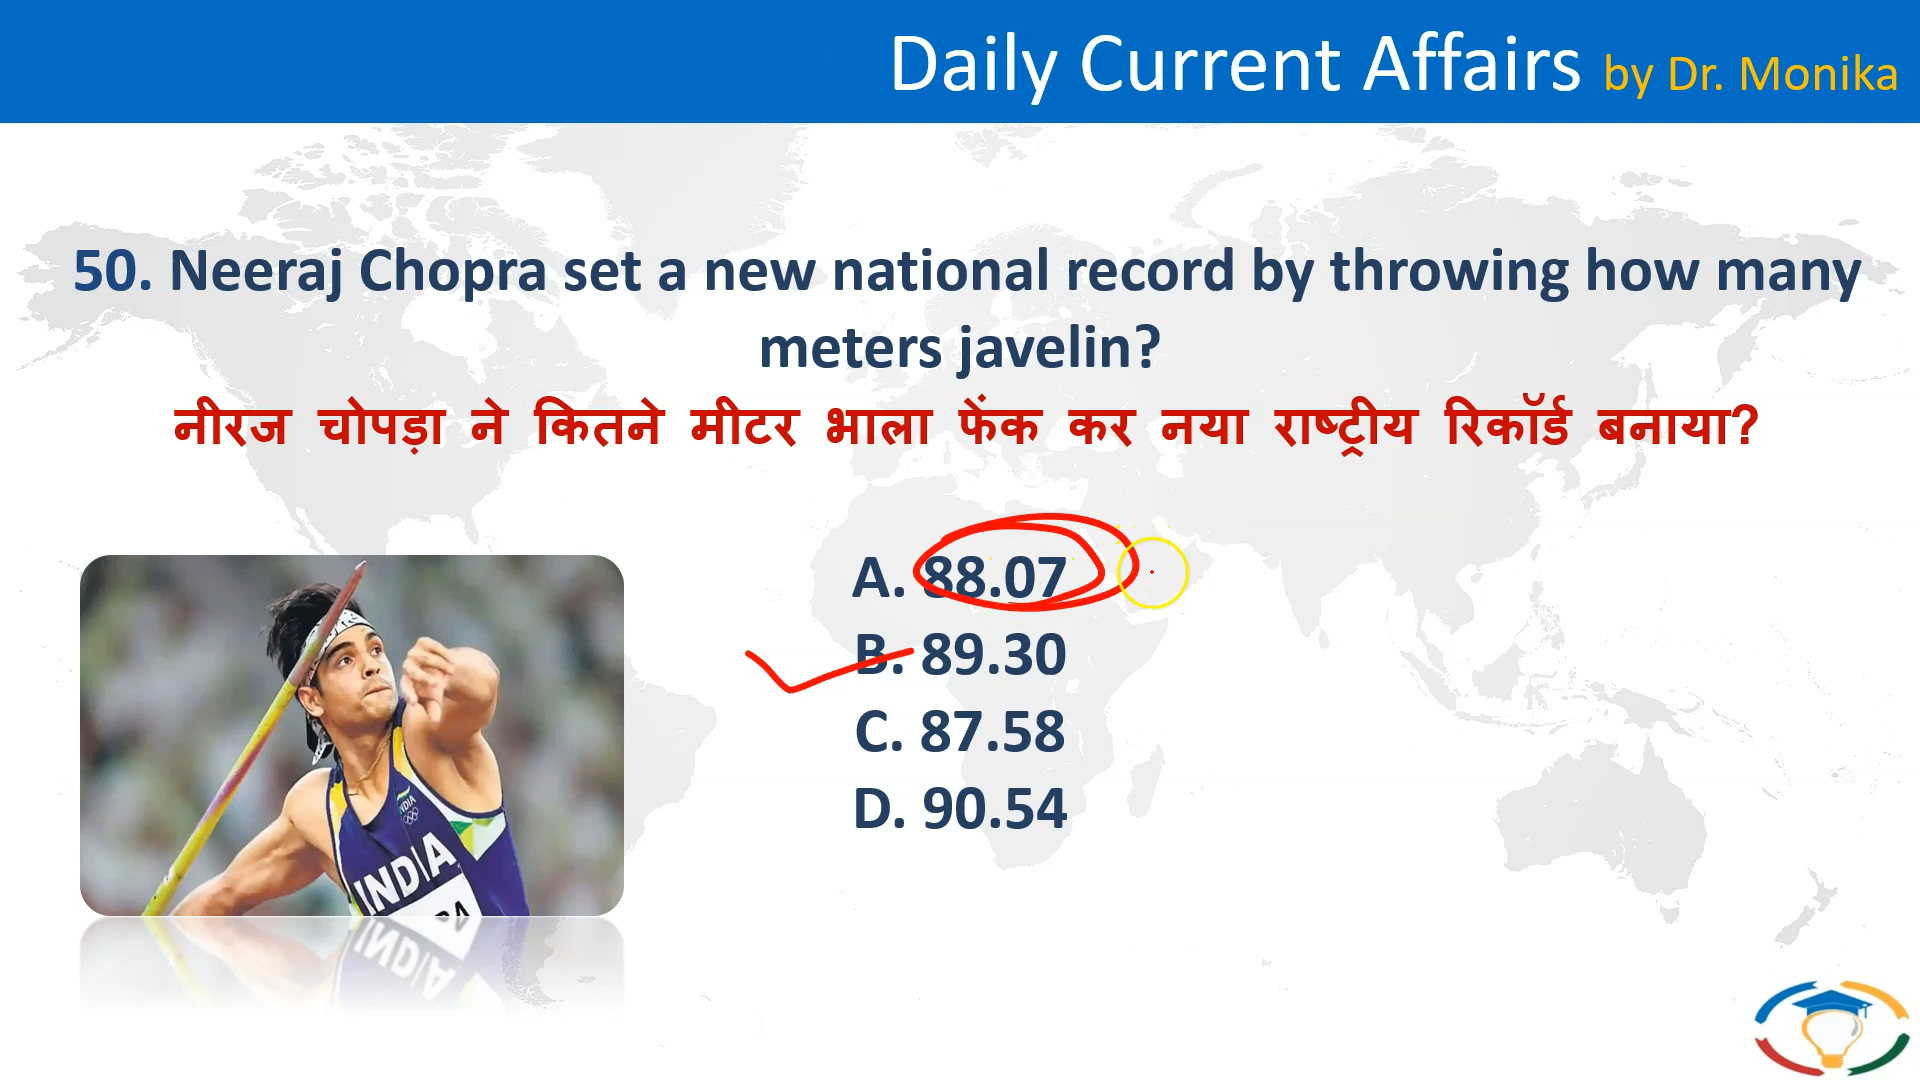 Daily Current Affairs by Dr. Monika
50. Neeraj Chopra set a new national record by throwing how many
meters javelin?
नीरज चोपड़ा ने कितने मीटर भाला फेंक कर नया राष्ट्रीय रिकॉर्ड बनाया?
A. 88.07
B. 89.30
C. 87.58
D. 90.54
INDIA
INDIA